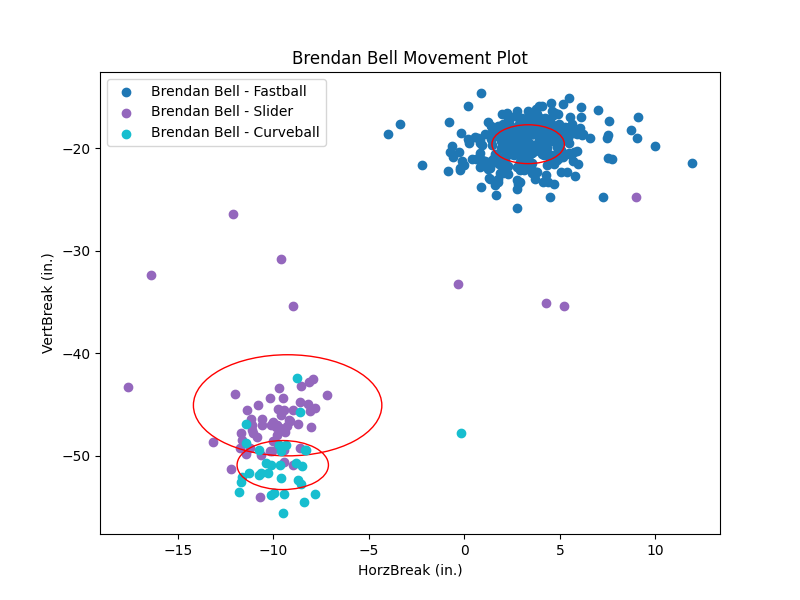 Brendan Bell Movement Plot
Brendan Bell - Fastball
Brendan Bell - Slider
Brendan Bell - Curveball
VertBreak (in.)
−20
−30
−40
−50
−15
−10
−5
0
5
10
HorzBreak (in.)